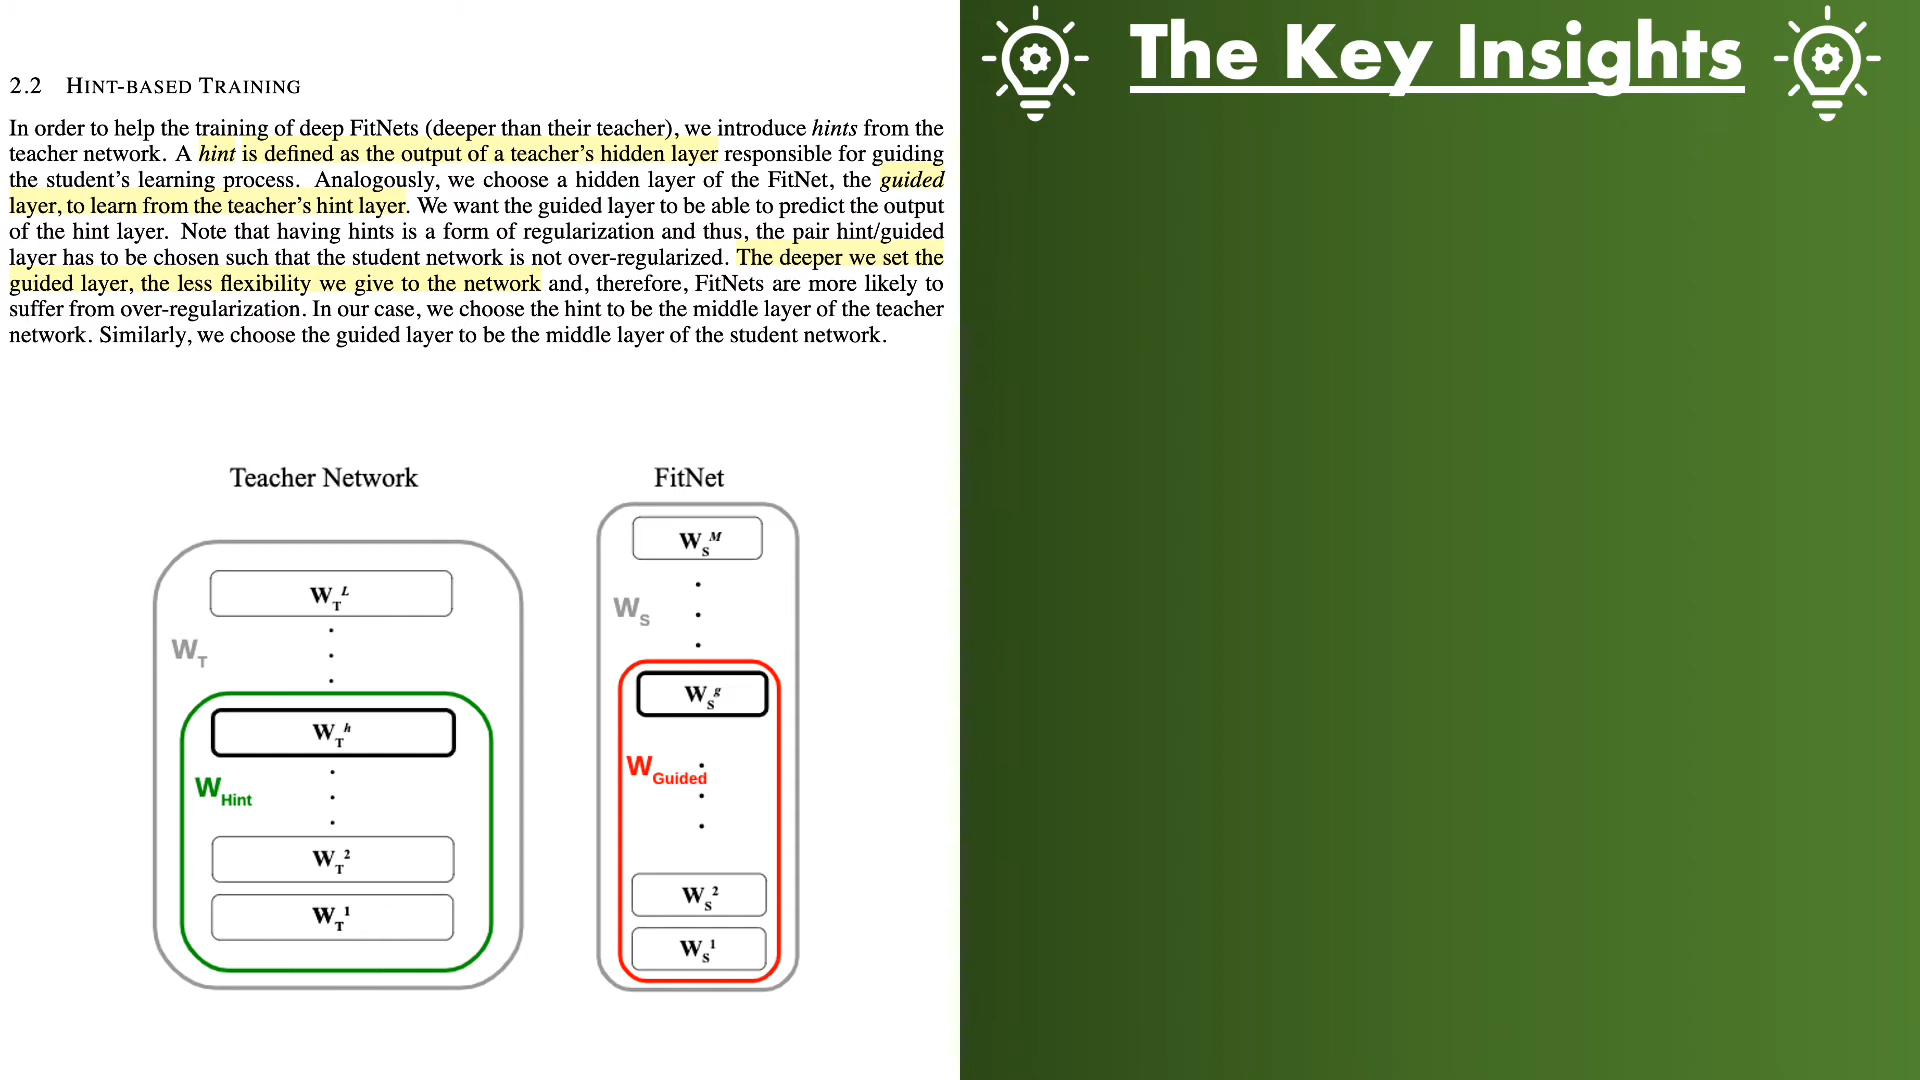 2.2 HINT-BASED TRAINING
In order to help the training of deep FitNets (deeper than their teacher), we introduce hints from the
teacher network. A hint is defined as the output of a teacher's hidden layer responsible for guiding
the student's learning process. Analogously, we choose a hidden layer of the FitNet, the guided
layer, to learn from the teacher's hint layer. We want the guided layer to be able to predict the output
of the hint layer. Note that having hints is a form of regularization and thus, the pair hint/guided
layer has to be chosen such that the student network is not over-regularized. The deeper we set the
guided layer, the less flexibility we give to the network and, therefore, FitNets are more likely to
suffer from over-regularization. In our case, we choose the hint to be the middle layer of the teacher
network. Similarly, we choose the guided layer to be the middle layer of the student network.
Teacher Network
W_T^L
W_T
W_T^h
W_Hint
W_T^2
W_T^1
FitNet
W_S^M
W_S
W_S^g
W_Guided
W_S^2
W_S^1
The Key Insights